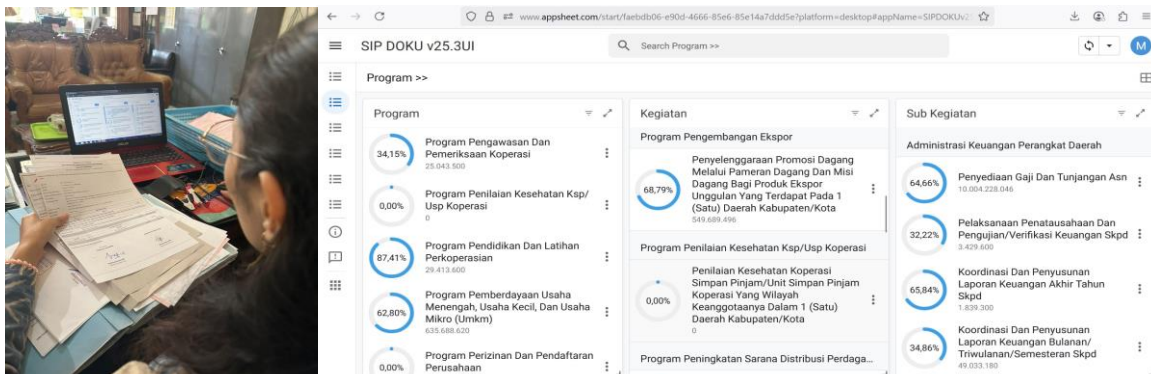 www.appsheet.com/start/faebdb06-e90d-4666-85e6-85e14a7ddd5e?platform=desktop#appName=SIPDOKUv2
SIP DOKU v25.3UI
Search Program >>
M
Program >>
Program
34,15%
Program Pengawasan Dan
Pemeriksaan Koperasi
25.043.500
0,00%
Program Penilaian Kesehatan Ksp/
Usp Koperasi
0
87,41%
Program Pendidikan Dan Latihan
Perkoperasian
29.413.600
62,80%
Program Pemberdayaan Usaha
Menengah, Usaha Kecil, Dan Usaha
Mikro (Umkm)
635.688.620
0,00%
Program Perizinan Dan Pendaftaran
Perusahaan
Kegiatan
Program Pengembangan Ekspor
68,79%
Penyelenggaraan Promosi Dagang
Melalui Pameran Dagang Dan Misi
Dagang Bagi Produk Ekspor
Unggulan Yang Terdapat Pada 1
(Satu) Daerah Kabupaten/Kota
549.689.496
Program Penilaian Kesehatan Ksp/Usp Koperasi
0,00%
Penilaian Kesehatan Koperasi
Simpan Pinjam/Unit Simpan Pinjam
Koperasi Yang Wilayah
Keanggotaanya Dalam 1 (Satu)
Daerah Kabupaten/Kota
0
Program Peningkatan Sarana Distribusi Perdaga...
Sub Kegiatan
Administrasi Keuangan Perangkat Daerah
64,66%
Penyediaan Gaji Dan Tunjangan Asn
10.004.228.046
32,22%
Pelaksanaan Penatausahaan Dan
Pengujian/Verifikasi Keuangan Skpd
3.429.600
65,84%
Koordinasi Dan Penyusunan
Laporan Keuangan Akhir Tahun
Skpd
1.839.300
34,86%
Koordinasi Dan Penyusunan
Laporan Keuangan Bulanan/
Triwulanan/Semesteran Skpd
49.033.180